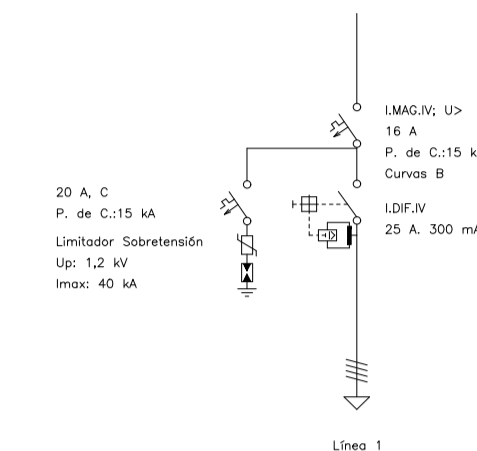 I.MAG.IV; U>
16 A
P. de C.:15 k
Curvas B
20 A, C
P. de C.:15 kA
Limitador Sobretensión
Up: 1,2 kV
Imax: 40 kA
I.DIF.IV
25 A. 300 mA
Línea 1